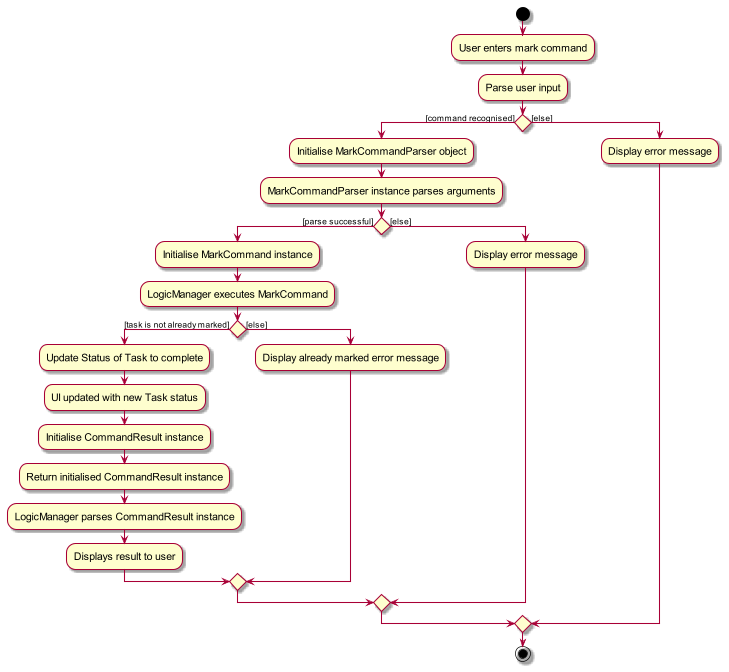 User enters mark command
Parse user input
[command recognised]
[else]
Initialise MarkCommandParser object
Display error message
MarkCommandParser instance parses arguments
[parse successful]
[else]
Initialise MarkCommand instance
Display error message
LogicManager executes MarkCommand
[task is not already marked]
[else]
Update Status of Task to complete
Display already marked error message
UI updated with new Task status
Initialise CommandResult instance
Return initialised CommandResult instance
LogicManager parses CommandResult instance
Displays result to user